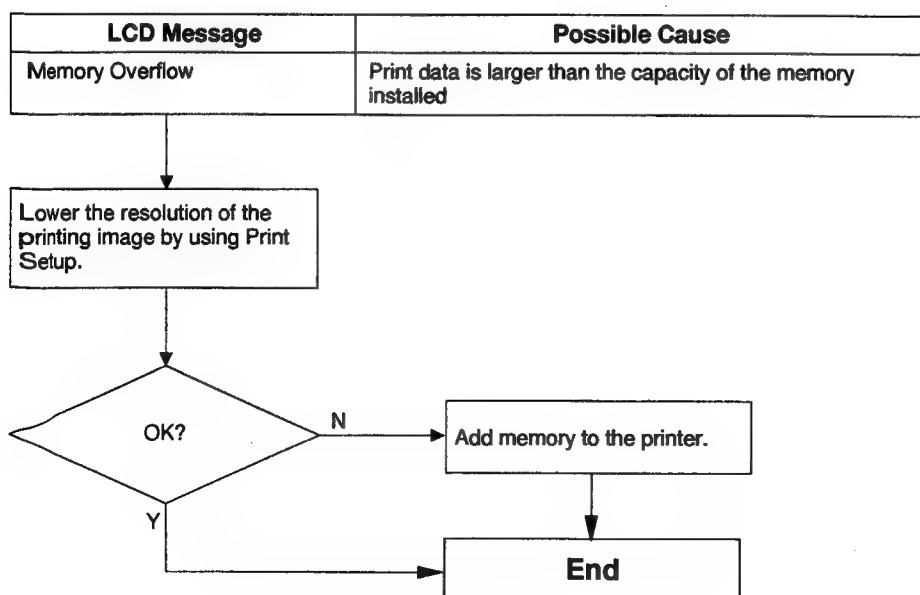 LCD Message Possible Cause
Memory Overflow Print data is larger than the capacity of the memory
installed
Lower the resolution of the
printing image by using Print
Setup.
OK?
N
Add memory to the printer.
Y
End